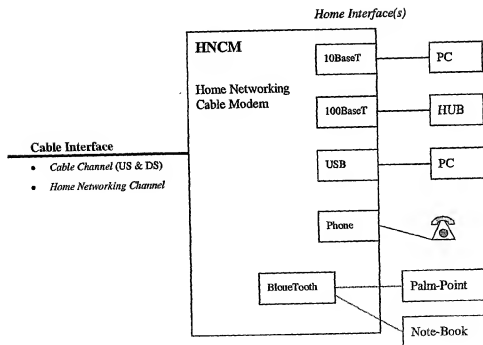 Home Interface(s)
HNCM
10BaseT
PC
Home Networking
Cable Modem
100BaseT
HUB
Cable Interface
• Cable Channel (US & DS)
• Home Networking Channel
USB
PC
Phone
BloueTooth
Palm-Point
Note-Book